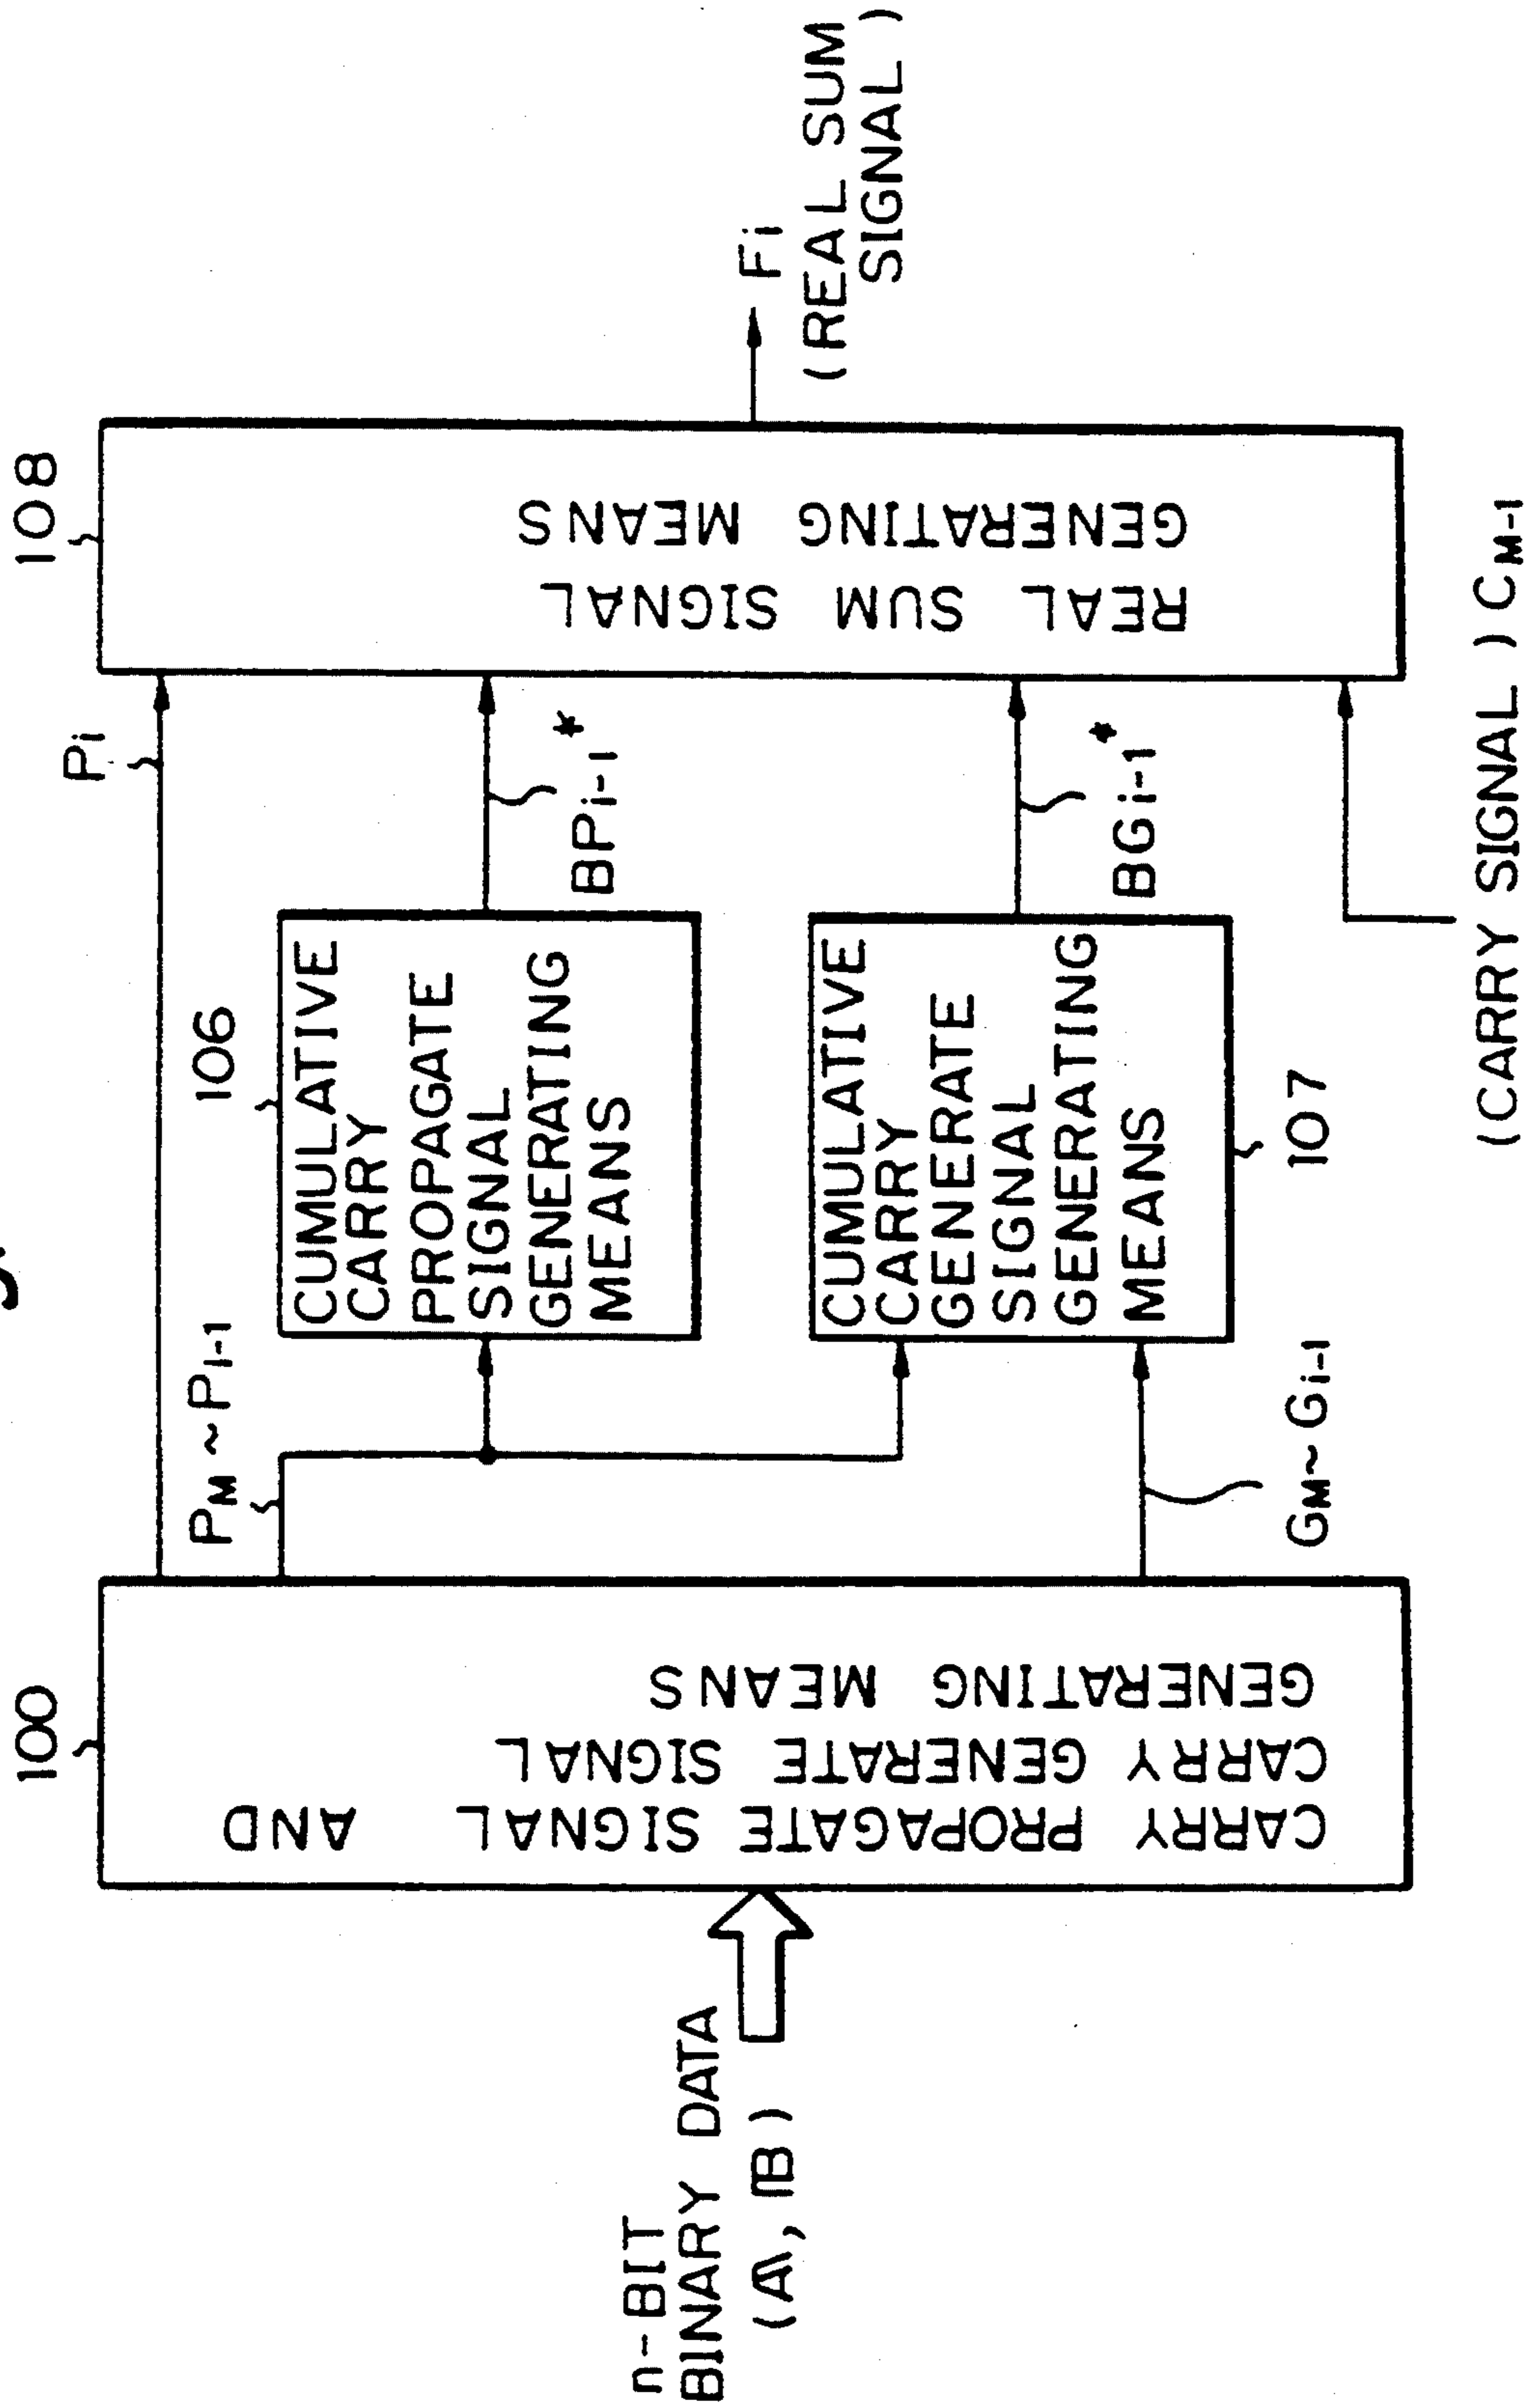 100
CARRY PROPAGATE SIGNAL AND
CARRY GENERATE SIGNAL
GENERATING MEANS
n-BIT
BINARY DATA
(A, B)
PM~Pi-1
Pi
106
CUMULATIVE
CARRY
PROPAGATE
SIGNAL
GENERATING
MEANS
BPi-1*
CUMULATIVE
CARRY
GENERATE
SIGNAL
GENERATING
MEANS
107
GM~Gi-1
BGi-1*
108
REAL SUM SIGNAL
GENERATING MEANS
(CARRY SIGNAL) CM-1
Fi
(REAL SUM
SIGNAL)